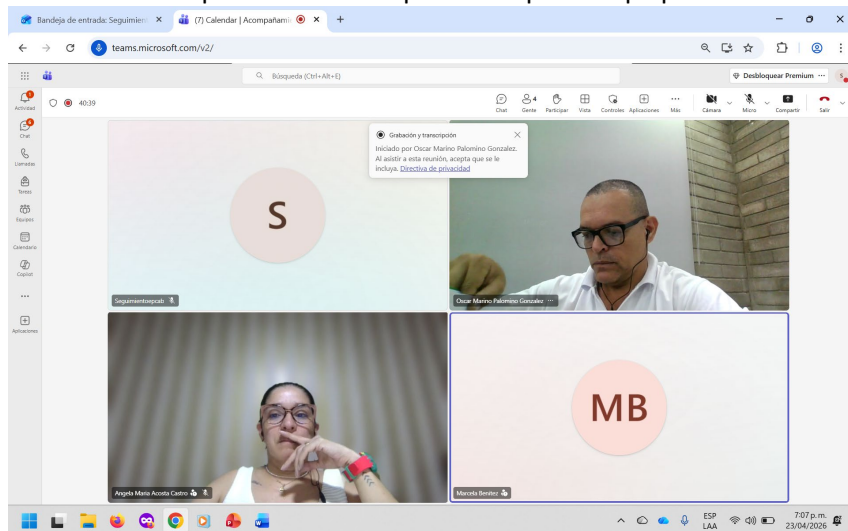 Bandeja de entrada: Seguimient
(7) Calendar | Acompañami
teams.microsoft.com/v2/
Búsqueda (Ctrl+Alt+E)
Desbloquear Premium
S
40:39
Chat
4
Gente
Participar
Vista
Controles
Aplicaciones
Más
Cámara
Micro
Compartir
Salir
Actividad
Chat
Llamadas
Tareas
Equipos
Calendario
Copilot
Aplicaciones
Grabación y transcripción
Iniciado por Oscar Marino Palomino Gonzalez.
Al asistir a esta reunión, acepta que se le
incluya. Directiva de privacidad
S
Seguimientoepcab
Oscar Marino Palomino Gonzalez
Angela Maria Acosta Castro
MB
Marcela Benitez
ESP
LAA
7:07 p. m.
23/04/2026